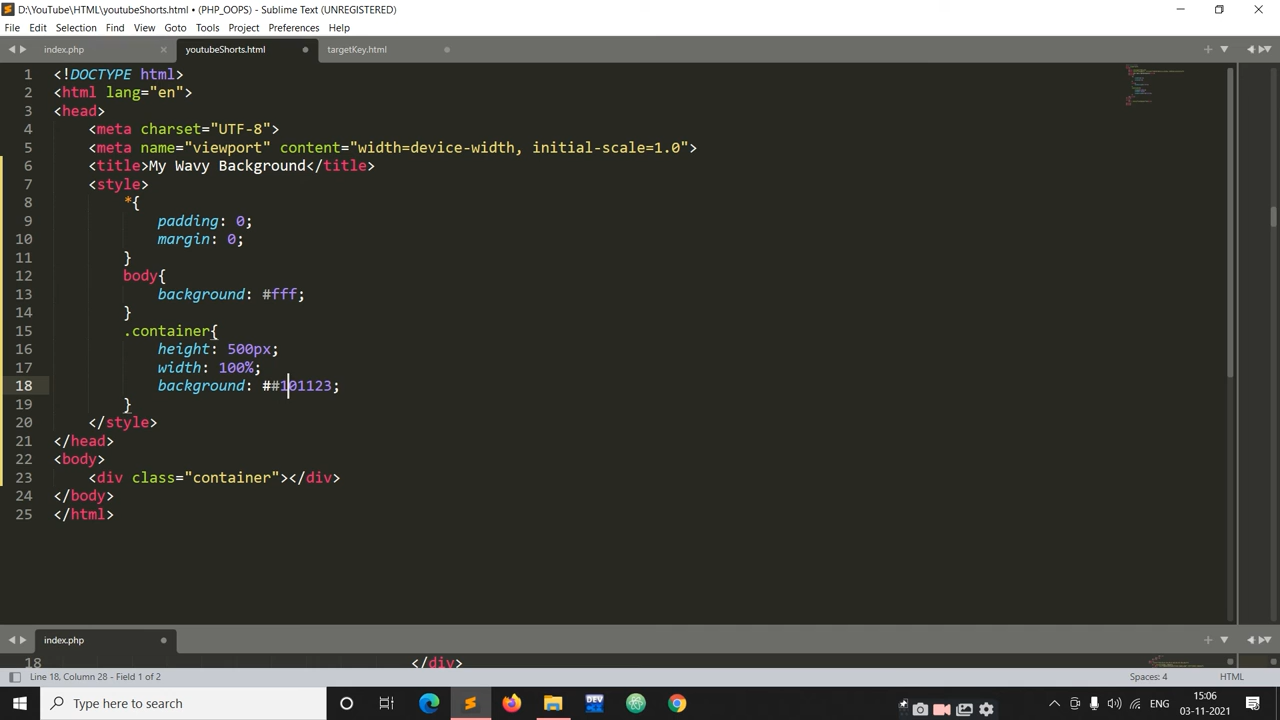 D:\YouTube\HTML\youtubeShorts.html • (PHP_OOPS) - Sublime Text (UNREGISTERED)
File Edit Selection Find View Goto Tools Project Preferences Help
index.php youtubeShorts.html targetKey.html
1 <!DOCTYPE html>
2 <html lang="en">
3 <head>
4 <meta charset="UTF-8">
5 <meta name="viewport" content="width=device-width, initial-scale=1.0">
6 <title>My Wavy Background</title>
7 <style>
8 *{
9 padding: 0;
10 margin: 0;
11 }
12 body{
13 background: #fff;
14 }
15 .container{
16 height: 500px;
17 width: 100%;
18 background: ##101123;
19 }
20 </style>
21 </head>
22 <body>
23 <div class="container"></div>
24 </body>
25 </html>
index.php
18 </div>
Line 18, Column 28 - Field 1 of 2 Spaces: 4 HTML
Type here to search DEV ENG 15:06
03-11-2021